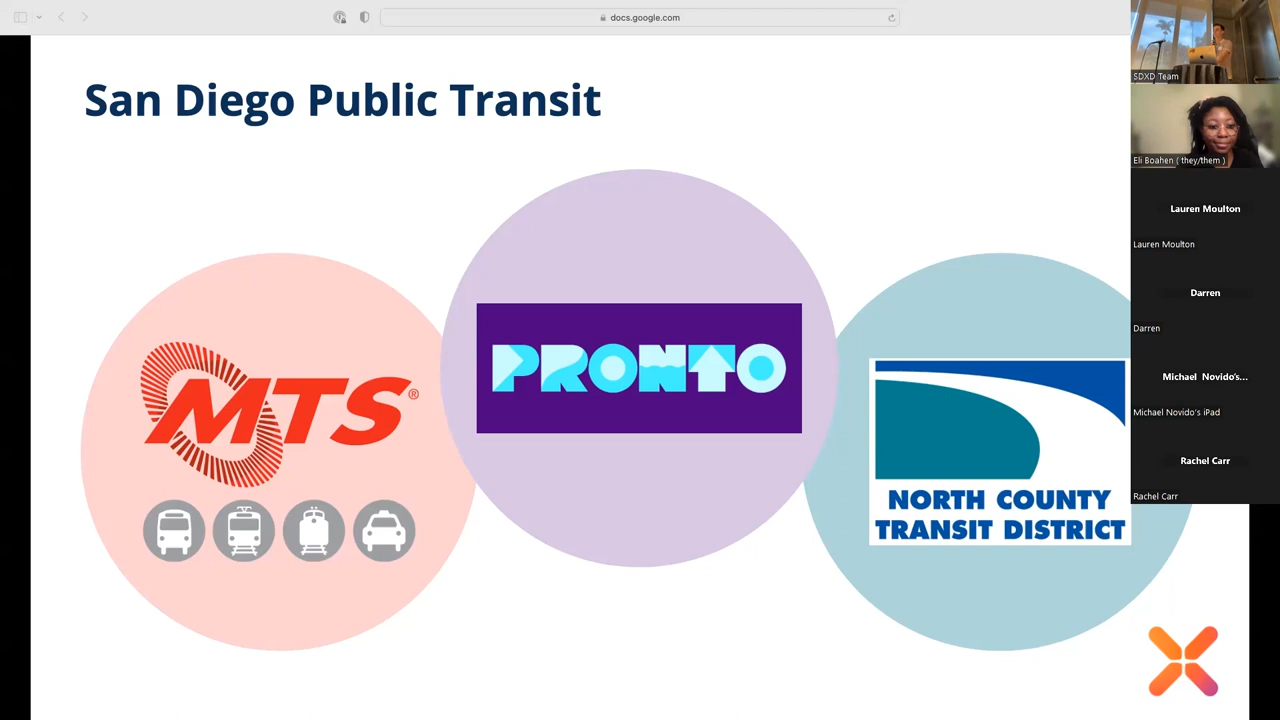 docs.google.com
San Diego Public Transit
MTS®
PRONTO
NORTH COUNTY
TRANSIT DISTRICT
SDXD Team
Eli Boahen ( they/them )
Lauren Moulton
Lauren Moulton
Darren
Darren
Michael Novido's...
Michael Novido's iPad
Rachel Carr
Rachel Carr